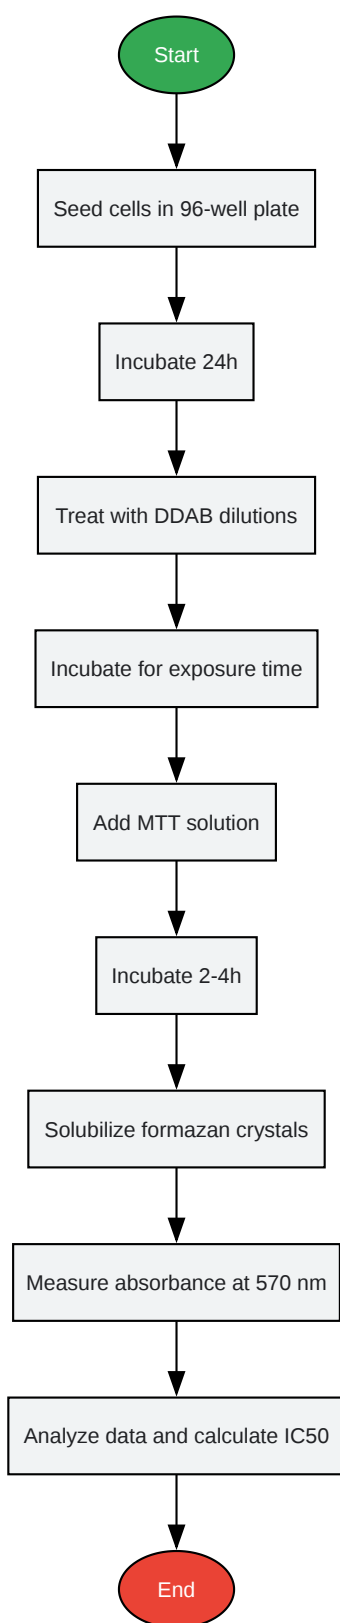 Start
Seed cells in 96-well plate
Incubate 24h
Treat with DDAB dilutions
Incubate for exposure time
Add MTT solution
Incubate 2-4h
Solubilize formazan crystals
Measure absorbance at 570 nm
Analyze data and calculate IC50
End